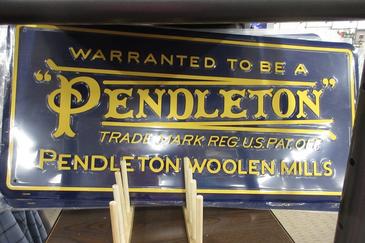 WARRANTED TO BE A
"PENDLETON"
TRADE MARK REG. U.S. PAT. OFF.
PENDLETON WOOLEN MILLS